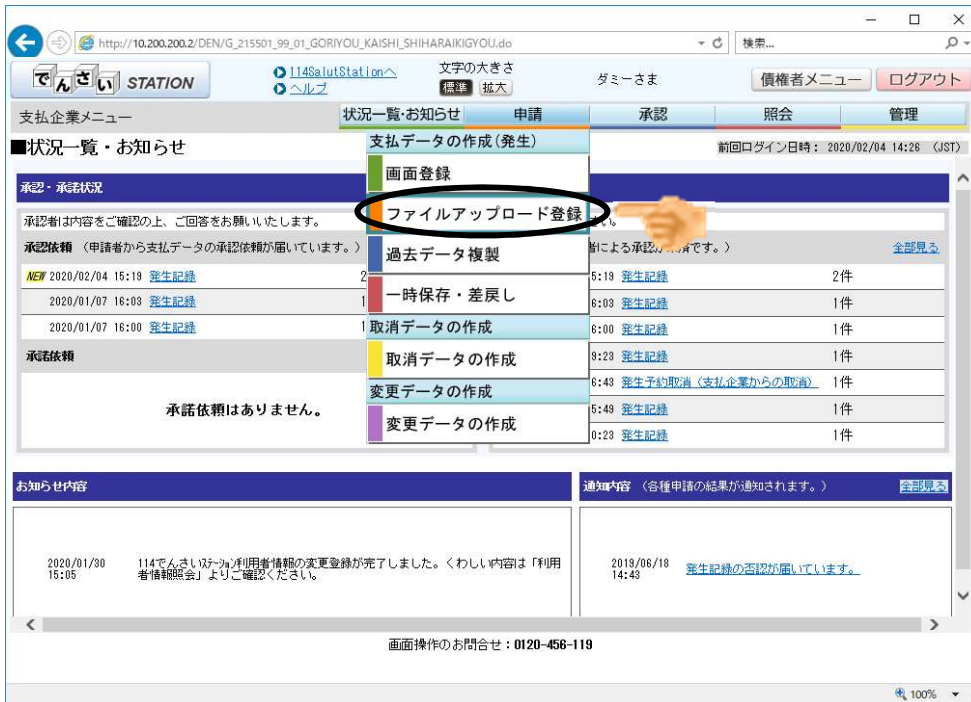 http://10.200.200.2/DEN/G_215501_99_01_GORIYOU_KAISHI_SHIHARAIKIGYOU.do
検索...
でんさい STATION
114SalutStationへ
ヘルプ
文字の大きさ
標準 拡大
ダミーさま
債権者メニュー
ログアウト
支払企業メニュー
状況一覧・お知らせ
申請
承認
照会
管理
■状況一覧・お知らせ
前回ログイン日時: 2020/02/04 14:26 (JST)
支払データの作成(発生)
画面登録
ファイルアップロード登録
過去データ複製
一時保存・差戻し
取消データの作成
取消データの作成
変更データの作成
変更データの作成
承認・承諾状況
承認者は内容をご確認の上、ご回答をお願いいたします。
承認依頼 (申請者から支払データの承認依頼が届いています。)
NEW 2020/02/04 15:19 発生記録 2
2020/01/07 16:03 発生記録 1
2020/01/07 16:00 発生記録 1
承諾依頼
承諾依頼はありません。
さい。
全部見る
5:19 発生記録 2件
6:03 発生記録 1件
6:00 発生記録 1件
9:23 発生記録 1件
6:43 発生予約取消(支払企業からの取消) 1件
5:49 発生記録 1件
0:23 発生記録 1件
お知らせ内容
2020/01/30 15:05
114でんさいステーション利用者情報の変更登録が完了しました。くわしい内容は「利用
者情報照会」よりご確認ください。
通知内容 (各種申請の結果が通知されます。)
全部見る
2019/06/18 14:43
発生記録の否認が届いています。
画面操作のお問合せ:0120-456-119
100%